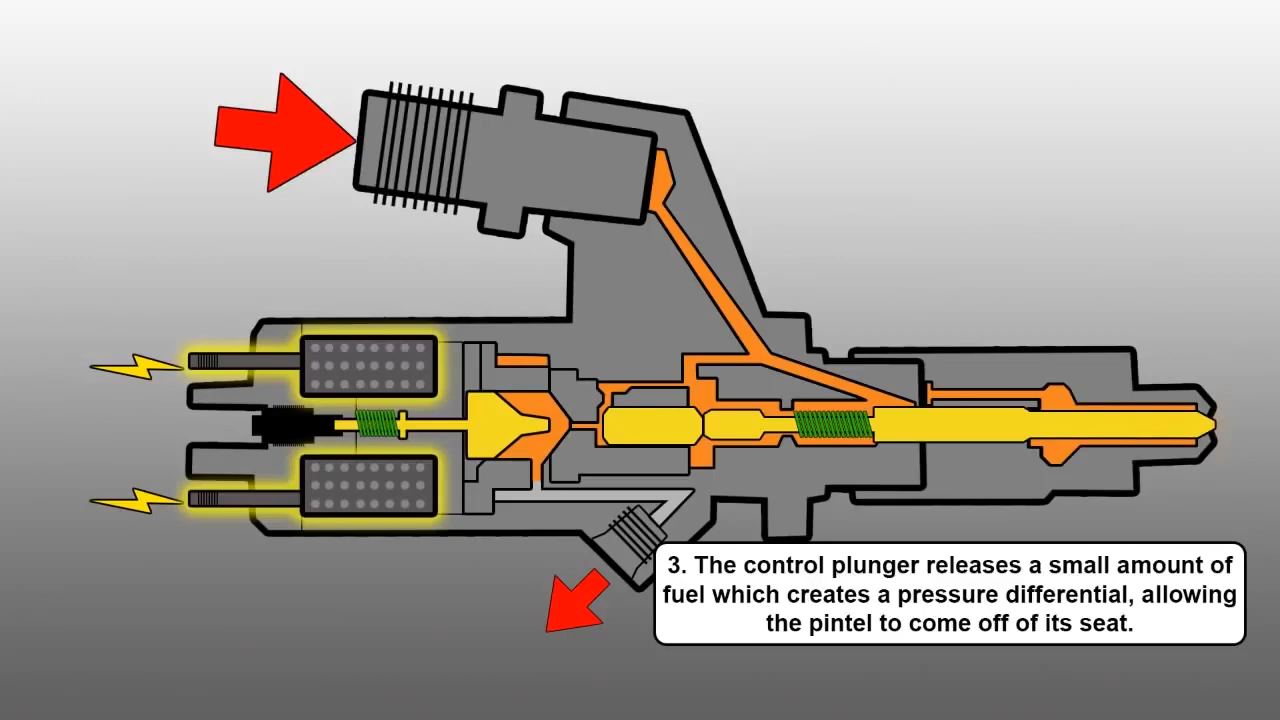 3. The control plunger releases a small amount of
fuel which creates a pressure differential, allowing
the pintel to come off of its seat.